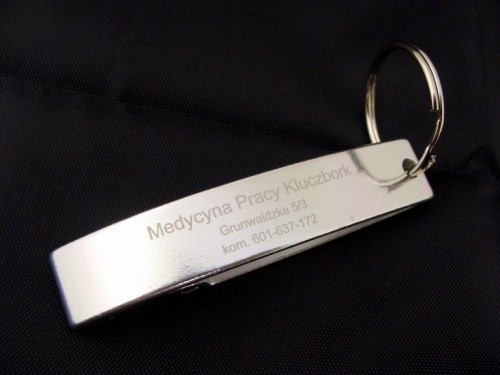 Medycyna Pracy Kluczbork
Grunwaldzka 5/3
kom. 601-637-172